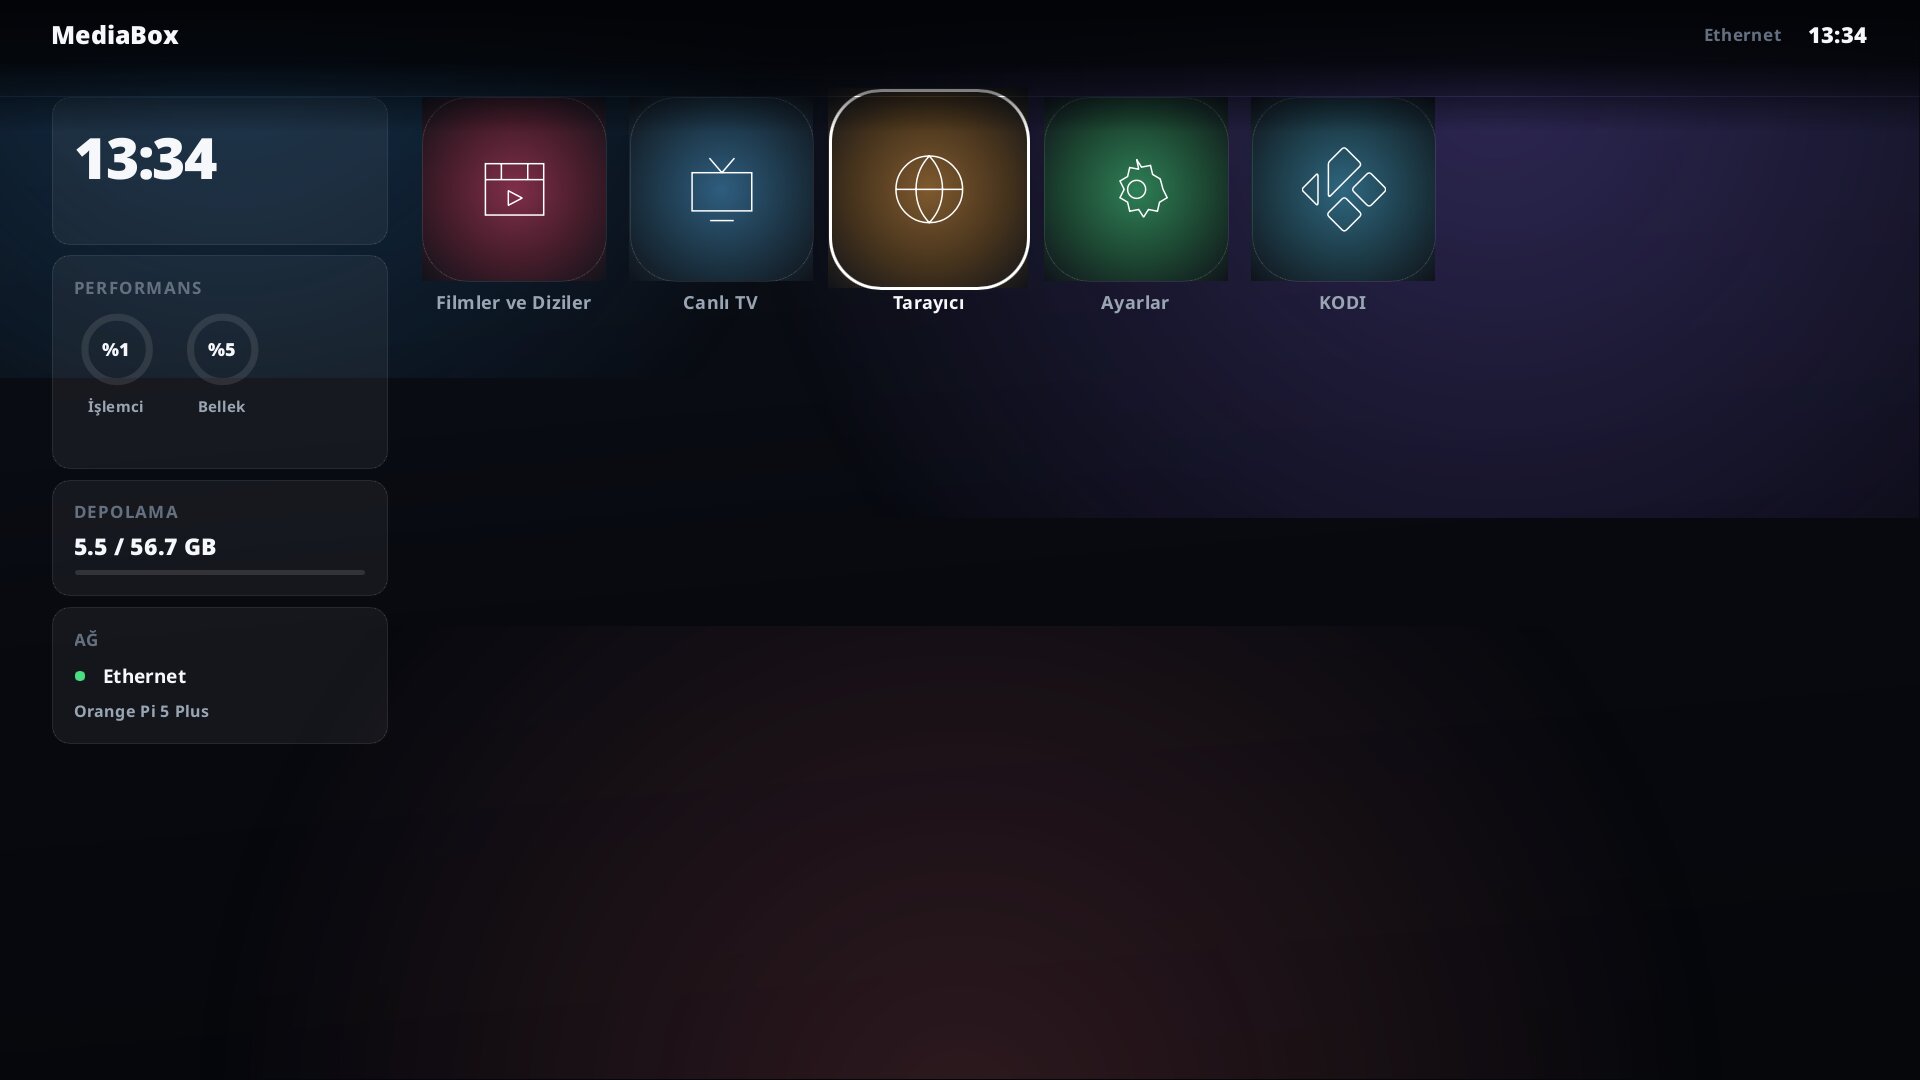 MediaBox
Ethernet 13:34
13:34
PERFORMANS
%1 %5
İşlemci Bellek
DEPOLAMA
5.5 / 56.7 GB
AĞ
Ethernet
Orange Pi 5 Plus
Filmler ve Diziler
Canlı TV
Tarayıcı
Ayarlar
KODI